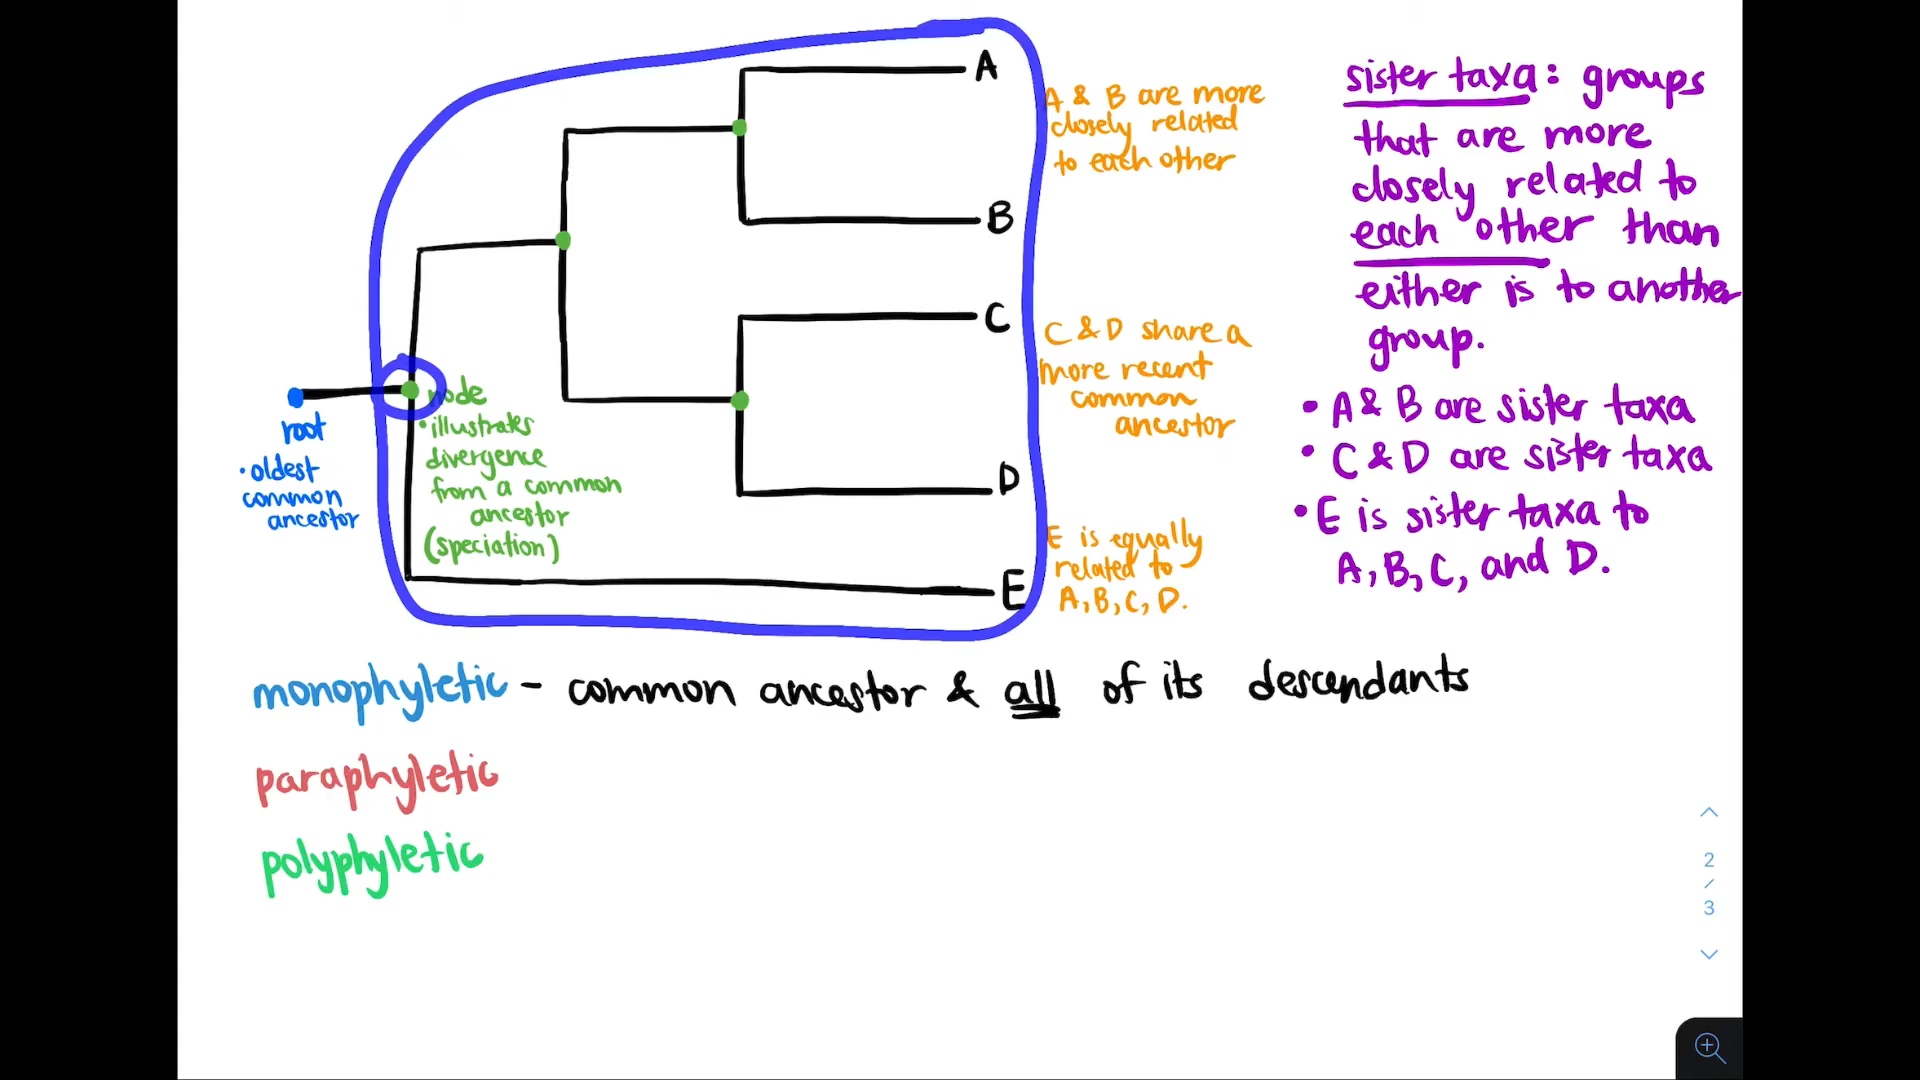 A
A & B are more
closely related
to each other
B
C
C & D share a
more recent
common
ancestor
D
E is equally
related to
A, B, C, D.
E
root
• oldest
common
ancestor
node
• illustrates
divergence
from a common
ancestor
(speciation)
sister taxa: groups
that are more
closely related to
each other than
either is to another
group.
• A & B are sister taxa
• C & D are sister taxa
• E is sister taxa to
A, B, C, and D.
monophyletic - common ancestor & all of its descendants
paraphyletic
polyphyletic
2
/
3